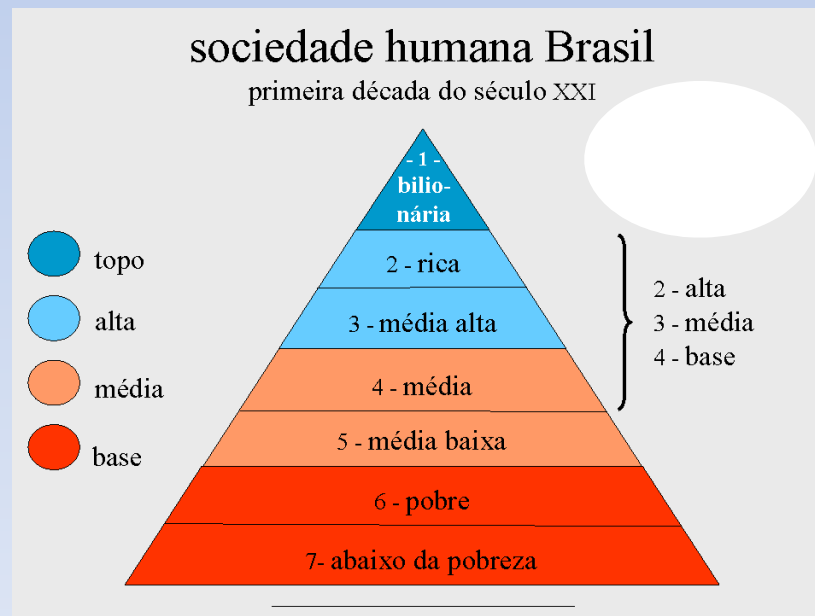 sociedade humana Brasil
primeira década do século XXI
- 1 -
bilio-
nária
2 - rica
3 - média alta
4 - média
5 - média baixa
6 - pobre
7- abaixo da pobreza
topo
alta
média
base
2 - alta
3 - média
4 - base